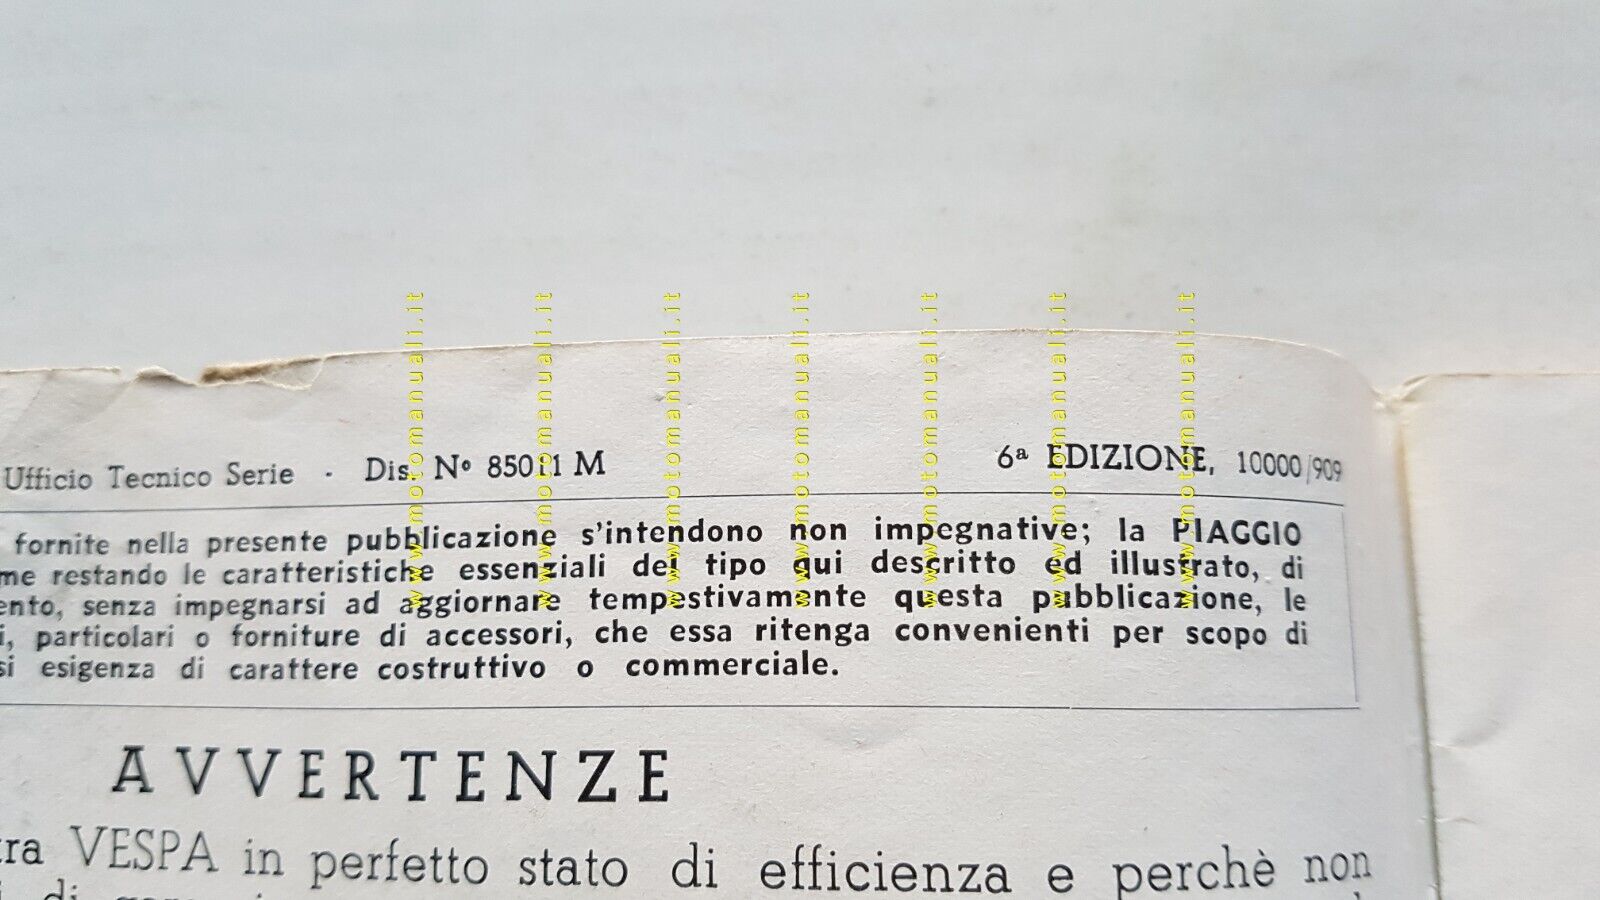 Ufficio Tecnico Serie - Dis. Nº 85011 M 6ª EDIZIONE, 10000/909
fornite nella presente pubblicazione s'intendono non impegnative; la PIAGGIO
me restando le caratteristiche essenziali del tipo qui descritto ed illustrato, di
ento, senza impegnarsi ad aggiornare tempestivamente questa pubblicazione, le
i, particolari o forniture di accessori, che essa ritenga convenienti per scopo di
si esigenza di carattere costruttivo o commerciale.
AVVERTENZE
tra VESPA in perfetto stato di efficienza e perchè non
www.motomanuali.it
www.motomanuali.it
www.motomanuali.it
www.motomanuali.it
www.motomanuali.it
www.motomanuali.it
www.motomanuali.it